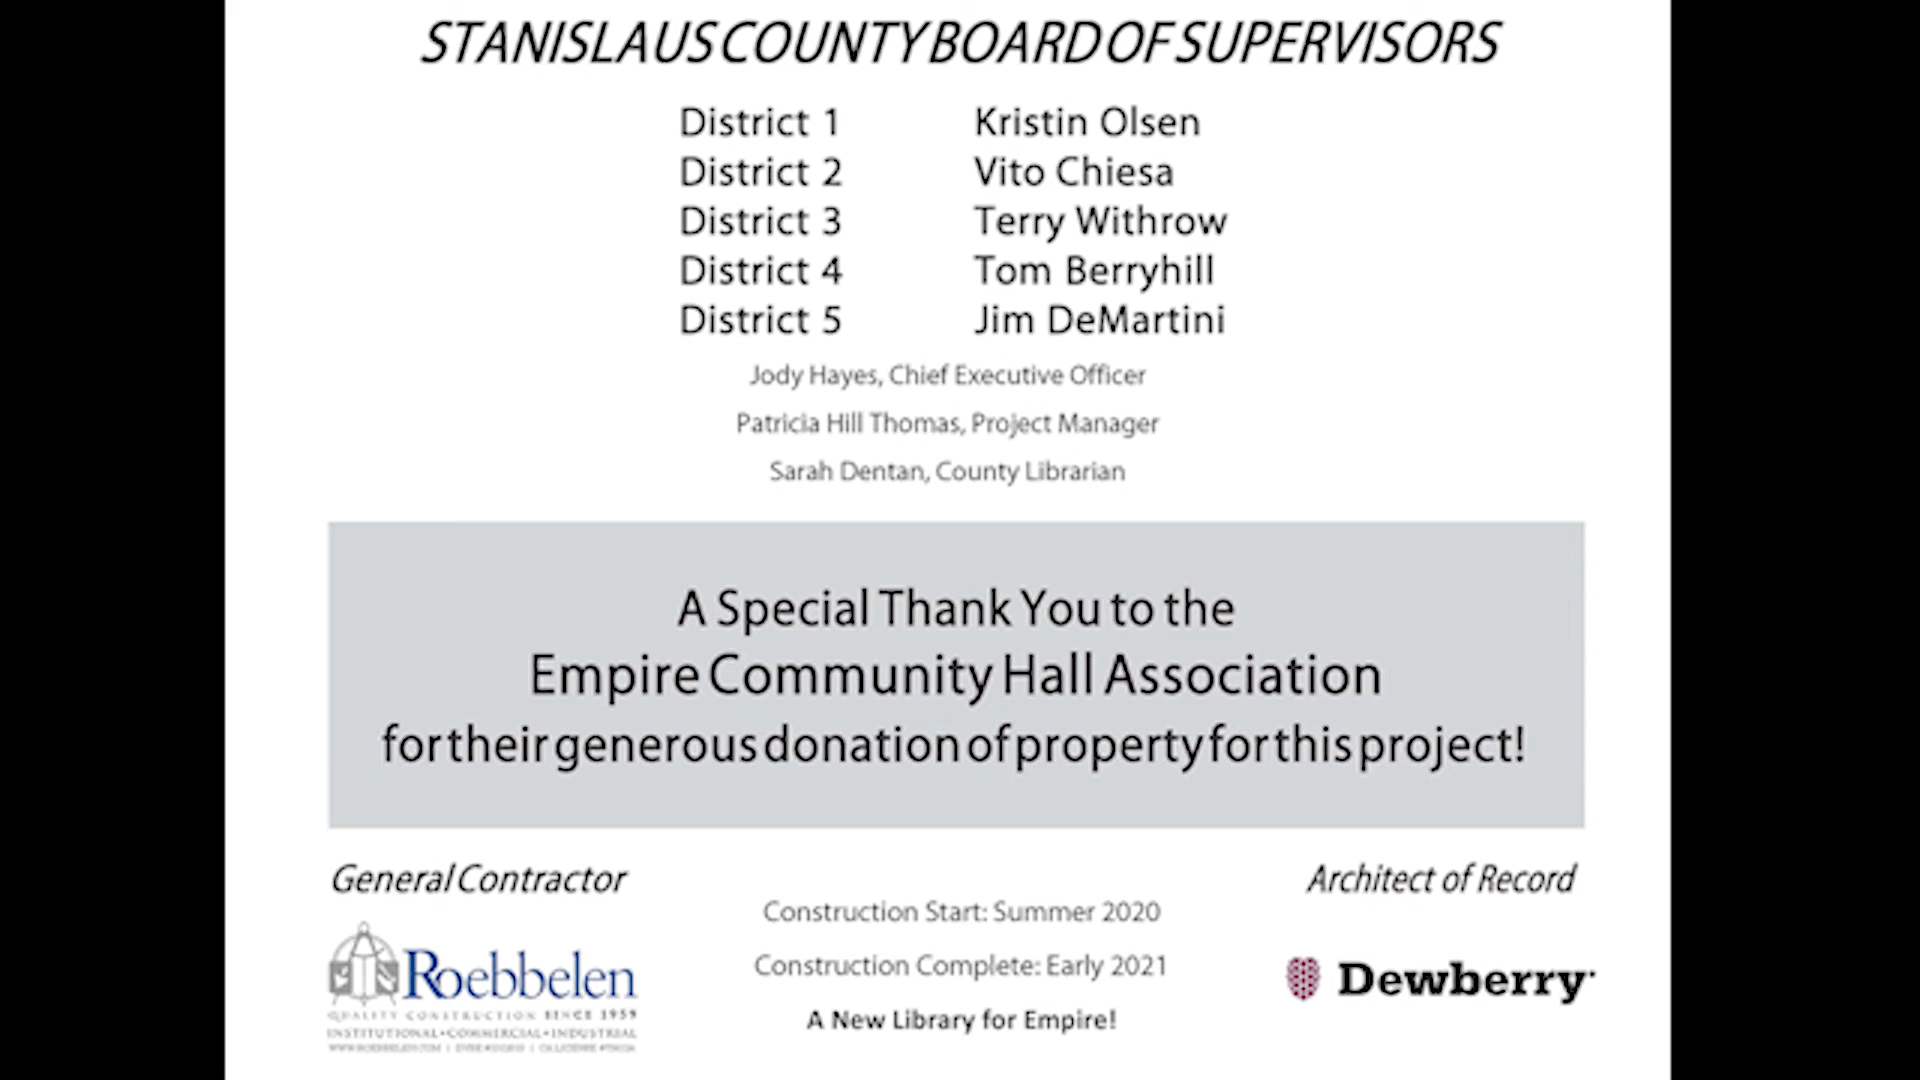 STANISLAUS COUNTY BOARD OF SUPERVISORS
District 1 Kristin Olsen
District 2 Vito Chiesa
District 3 Terry Withrow
District 4 Tom Berryhill
District 5 Jim DeMartini
Jody Hayes, Chief Executive Officer
Patricia Hill Thomas, Project Manager
Sarah Dentan, County Librarian
A Special Thank You to the
Empire Community Hall Association
for their generous donation of property for this project!
General Contractor
Roebbelen
QUALITY CONSTRUCTION SINCE 1959
INSTITUTIONAL•COMMERCIAL•INDUSTRIAL
WWW.ROEBBELEN.COM
Construction Start: Summer 2020
Construction Complete: Early 2021
A New Library for Empire!
Architect of Record
Dewberry